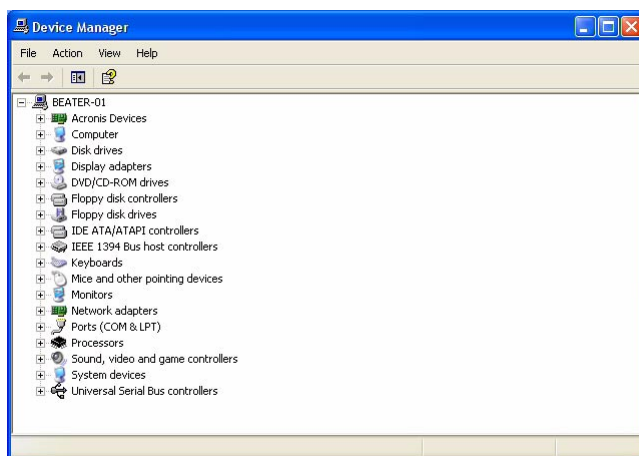 Device Manager
File Action View Help
BEATER-01
Acronis Devices
Computer
Disk drives
Display adapters
DVD/CD-ROM drives
Floppy disk controllers
Floppy disk drives
IDE ATA/ATAPI controllers
IEEE 1394 Bus host controllers
Keyboards
Mice and other pointing devices
Monitors
Network adapters
Ports (COM & LPT)
Processors
Sound, video and game controllers
System devices
Universal Serial Bus controllers